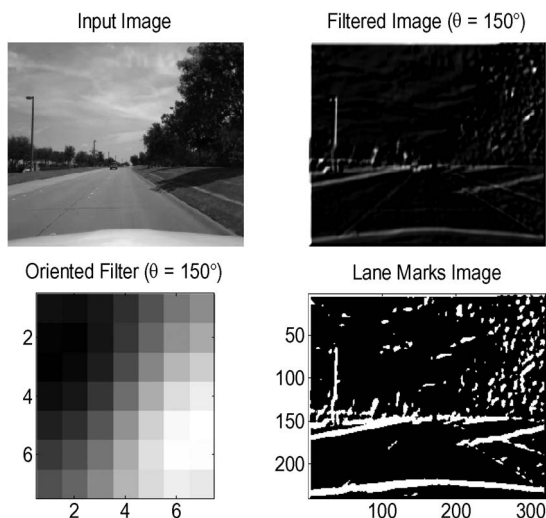 Input Image
Filtered Image (θ = 150°)
Oriented Filter (θ = 150°)
Lane Marks Image
2
4
6
2 4 6
50
100
150
200
100 200 300